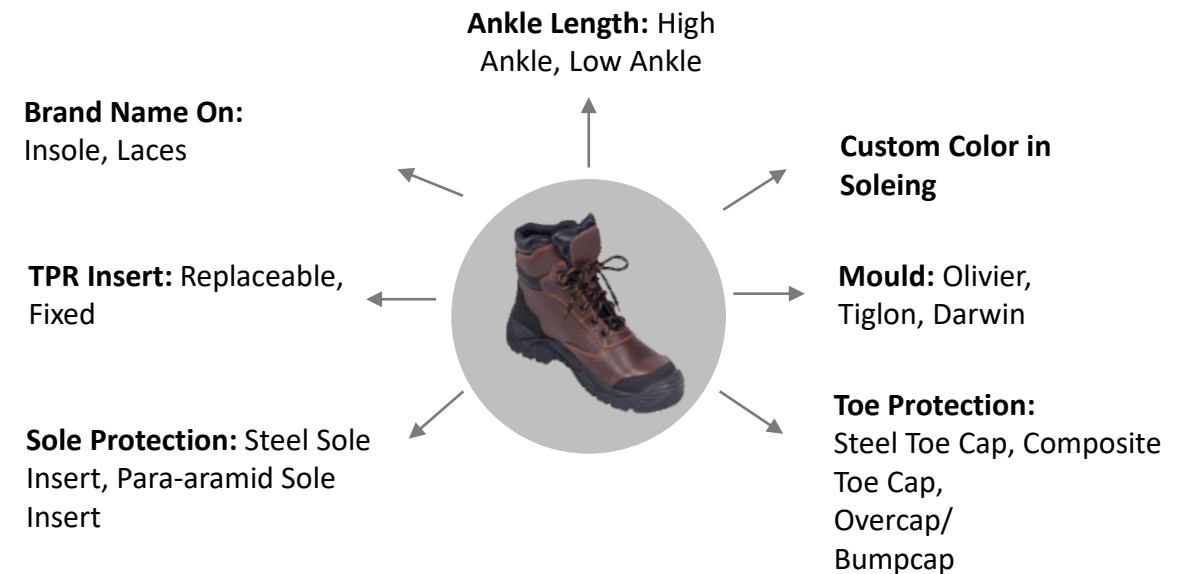 Ankle Length: High
Ankle, Low Ankle
Brand Name On:
Insole, Laces
Custom Color in
Soleing
TPR Insert: Replaceable,
Fixed
Mould: Olivier,
Tiglon, Darwin
Sole Protection: Steel Sole
Insert, Para-aramid Sole
Insert
Toe Protection:
Steel Toe Cap, Composite
Toe Cap,
Overcap/
Bumpcap